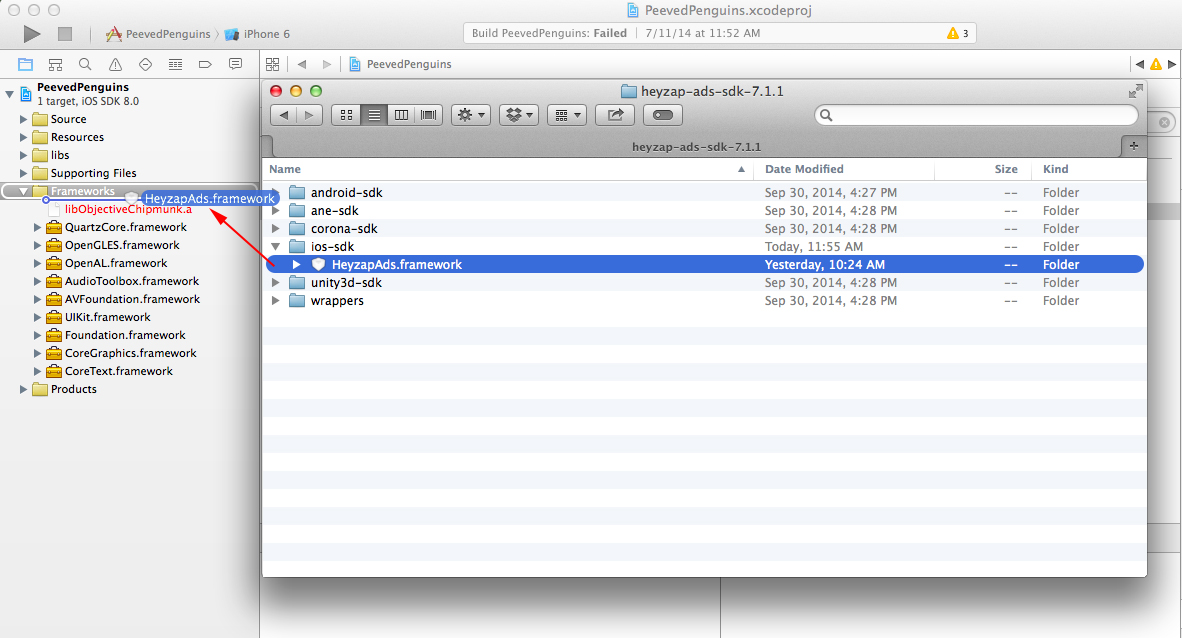 PeevedPenguins.xcodeproj
PeevedPenguins iPhone 6
Build PeevedPenguins: Failed 7/11/14 at 11:52 AM 3
PeevedPenguins
PeevedPenguins
1 target, iOS SDK 8.0
Source
Resources
libs
Supporting Files
Frameworks
HeyzapAds.framework
libObjectiveChipmunk.a
QuartzCore.framework
OpenGLES.framework
OpenAL.framework
AudioToolbox.framework
AVFoundation.framework
UIKit.framework
Foundation.framework
CoreGraphics.framework
CoreText.framework
Products
heyzap-ads-sdk-7.1.1
heyzap-ads-sdk-7.1.1
Name Date Modified Size Kind
android-sdk Sep 30, 2014, 4:27 PM -- Folder
ane-sdk Sep 30, 2014, 4:28 PM -- Folder
corona-sdk Sep 30, 2014, 4:28 PM -- Folder
ios-sdk Today, 11:55 AM -- Folder
HeyzapAds.framework Yesterday, 10:24 AM -- Folder
unity3d-sdk Sep 30, 2014, 4:28 PM -- Folder
wrappers Sep 30, 2014, 4:28 PM -- Folder